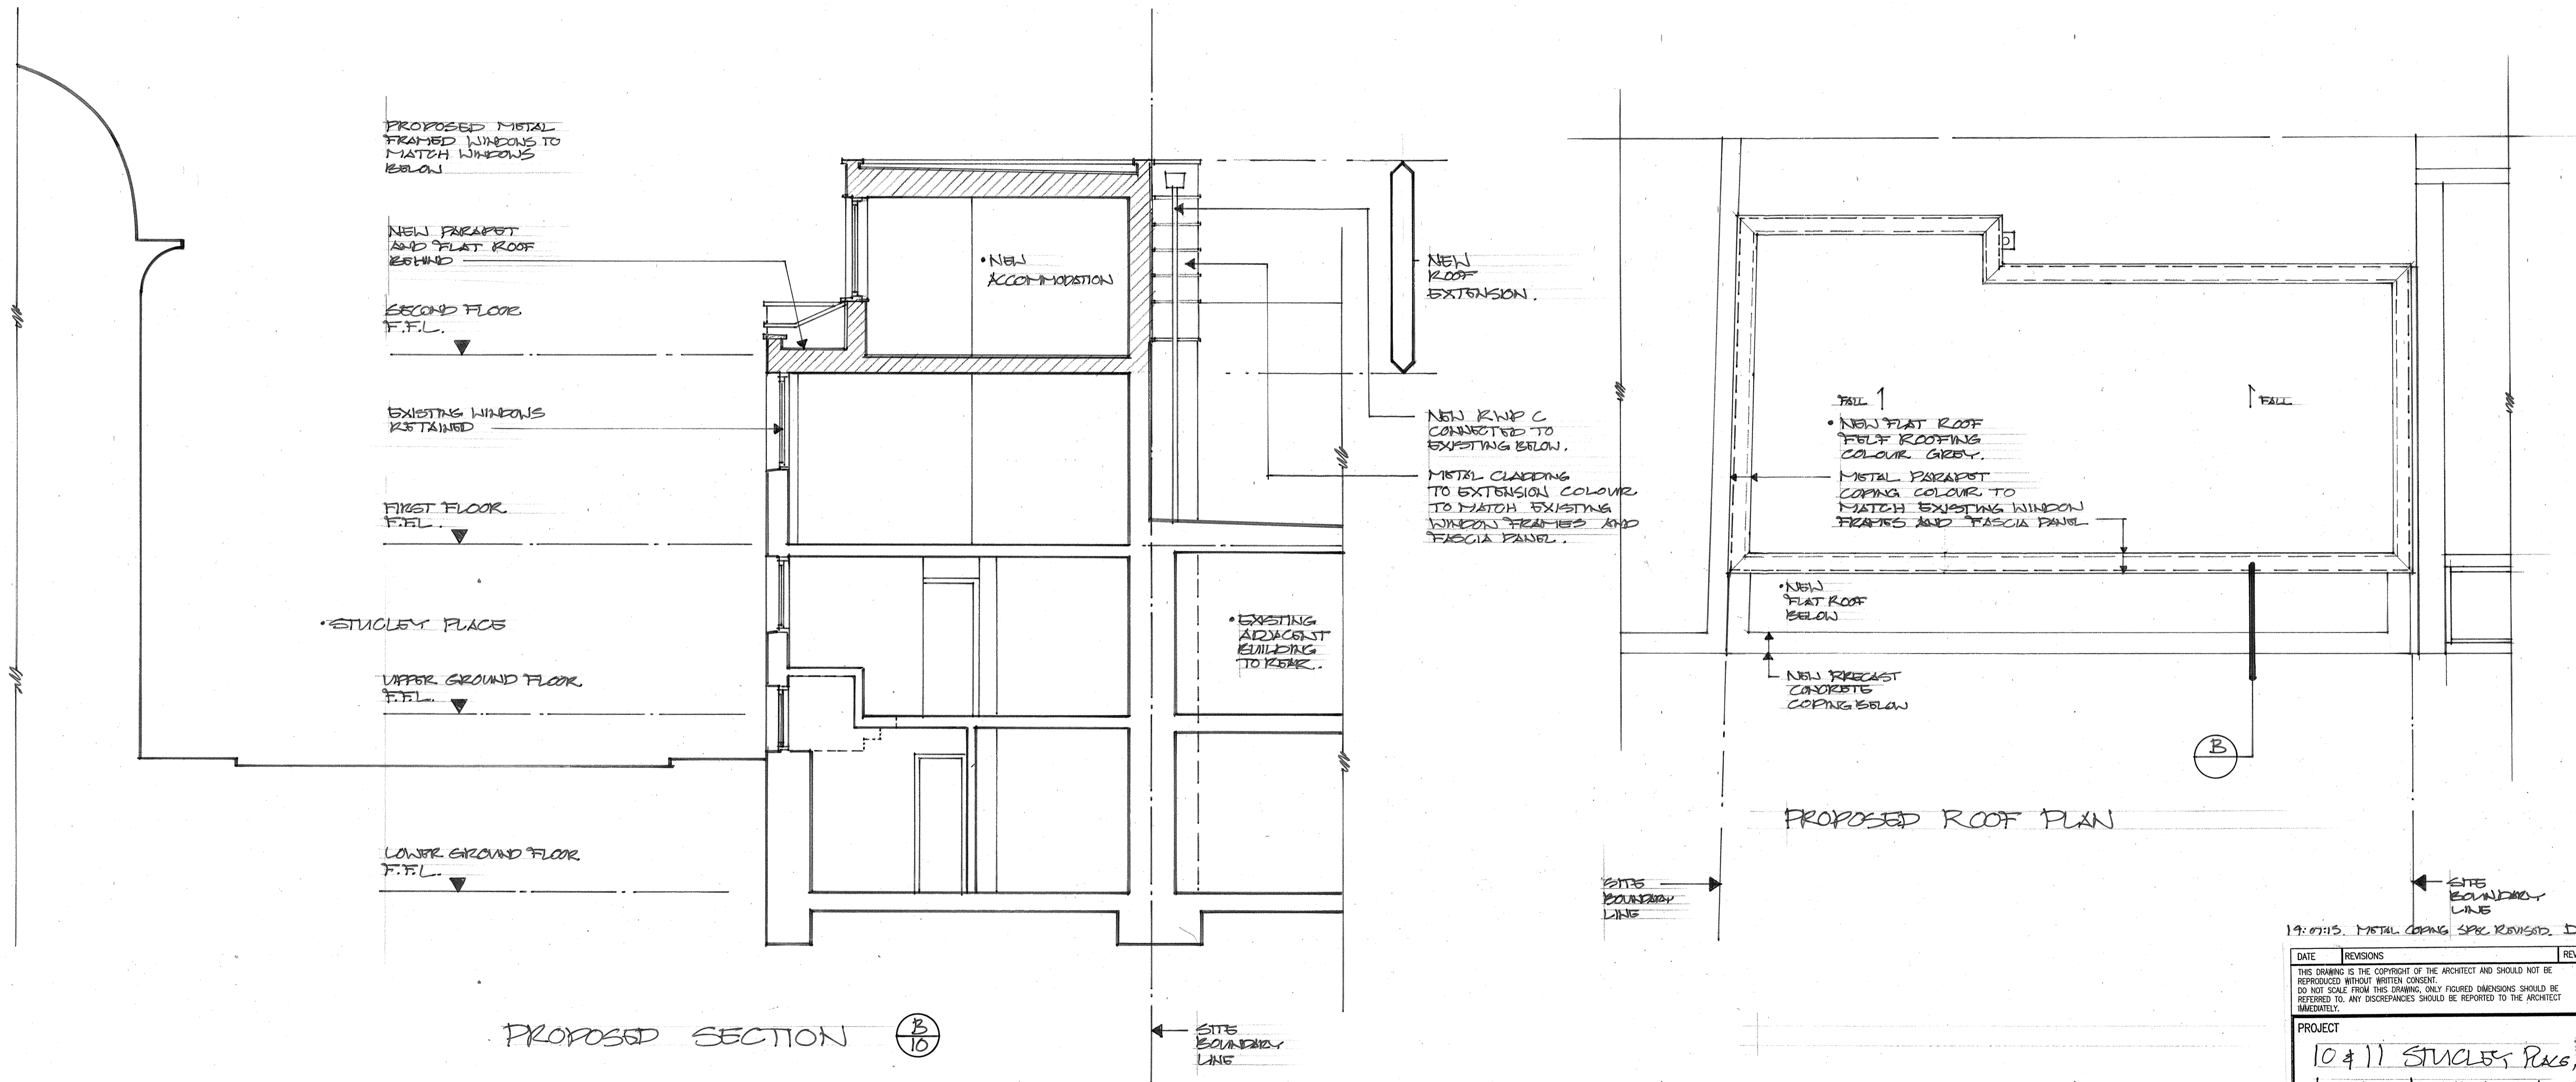 PROPOSED METAL
FRAMED WINDOWS TO
MATCH WINDOWS
BELOW
NEW PARAPET
AND FLAT ROOF
BEHIND
SECOND FLOOR
F.F.L.
EXISTING WINDOWS
RETAINED
FIRST FLOOR
F.F.L.
• STUCLEY PLACE
UPPER GROUND FLOOR
F.F.L.
LOWER GROUND FLOOR
F.F.L.
• NEW
ACCOMMODATION
• EXISTING
ADJACENT
BUILDING
TO REAR.
NEW
ROOF
EXTENSION.
NEW RWP C
CONNECTED TO
EXISTING BELOW.
METAL CLADDING
TO EXTENSION COLOUR
TO MATCH EXISTING
WINDOW FRAMES AND
FASCIA PANEL.
PROPOSED SECTION
B
10
SITE
BOUNDARY
LINE
FALL
FALL
• NEW FLAT ROOF
FELF ROOFING
COLOUR GREY.
METAL PARAPET
COPING COLOUR TO
MATCH EXISTING WINDOW
FRAMES AND FASCIA PANEL
• NEW
FLAT ROOF
BELOW
NEW PRECAST
CONCRETE
COPING BELOW
B
PROPOSED ROOF PLAN
SITE
BOUNDARY
LINE
SITE
BOUNDARY
LINE
19:07:15. METAL COPING SPEC REVISED. D
DATE REVISIONS REV
THIS DRAWING IS THE COPYRIGHT OF THE ARCHITECT AND SHOULD NOT BE
REPRODUCED WITHOUT WRITTEN CONSENT.
DO NOT SCALE FROM THIS DRAWING, ONLY FIGURED DIMENSIONS SHOULD BE
REFERRED TO. ANY DISCREPANCIES SHOULD BE REPORTED TO THE ARCHITECT
IMMEDIATELY.
PROJECT
10 & 11 STUCLEY PLACE,